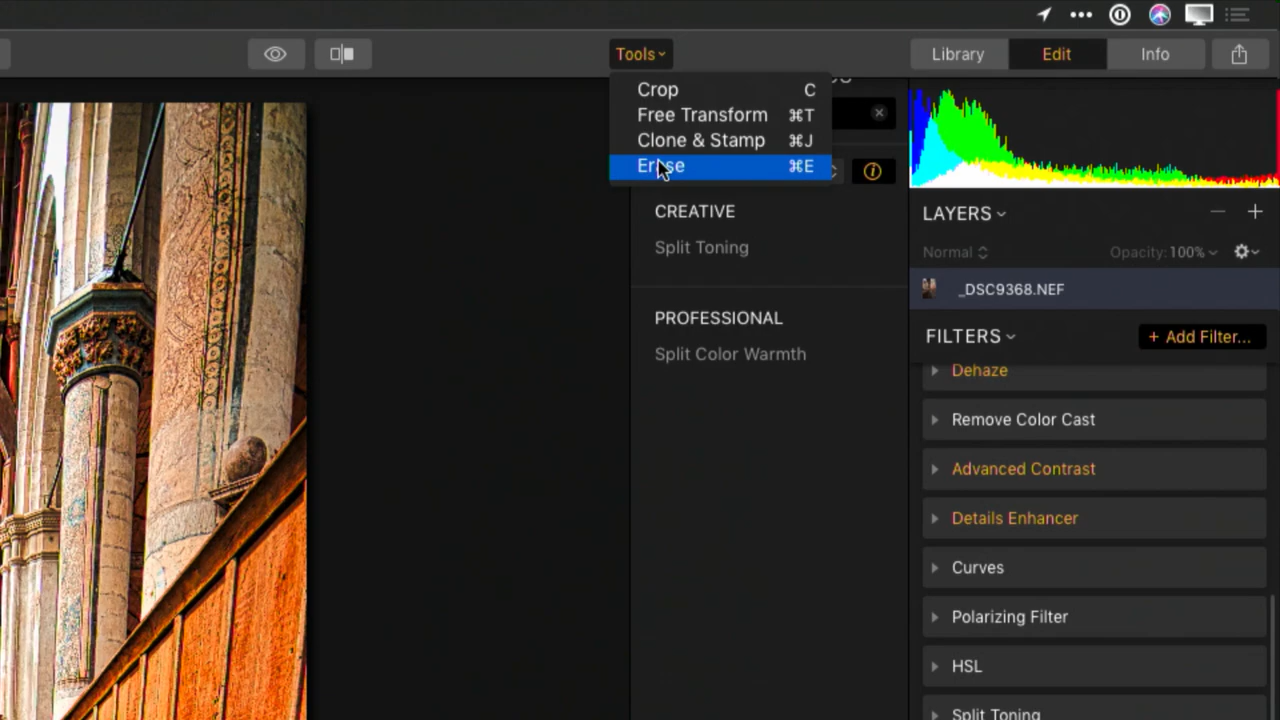 Tools
Library
Edit
Info
Crop C
Free Transform ⌘T
Clone & Stamp ⌘J
Erase ⌘E
CREATIVE
Split Toning
PROFESSIONAL
Split Color Warmth
LAYERS
Normal
Opacity: 100%
_DSC9368.NEF
FILTERS
+ Add Filter...
Dehaze
Remove Color Cast
Advanced Contrast
Details Enhancer
Curves
Polarizing Filter
HSL
Split Toning